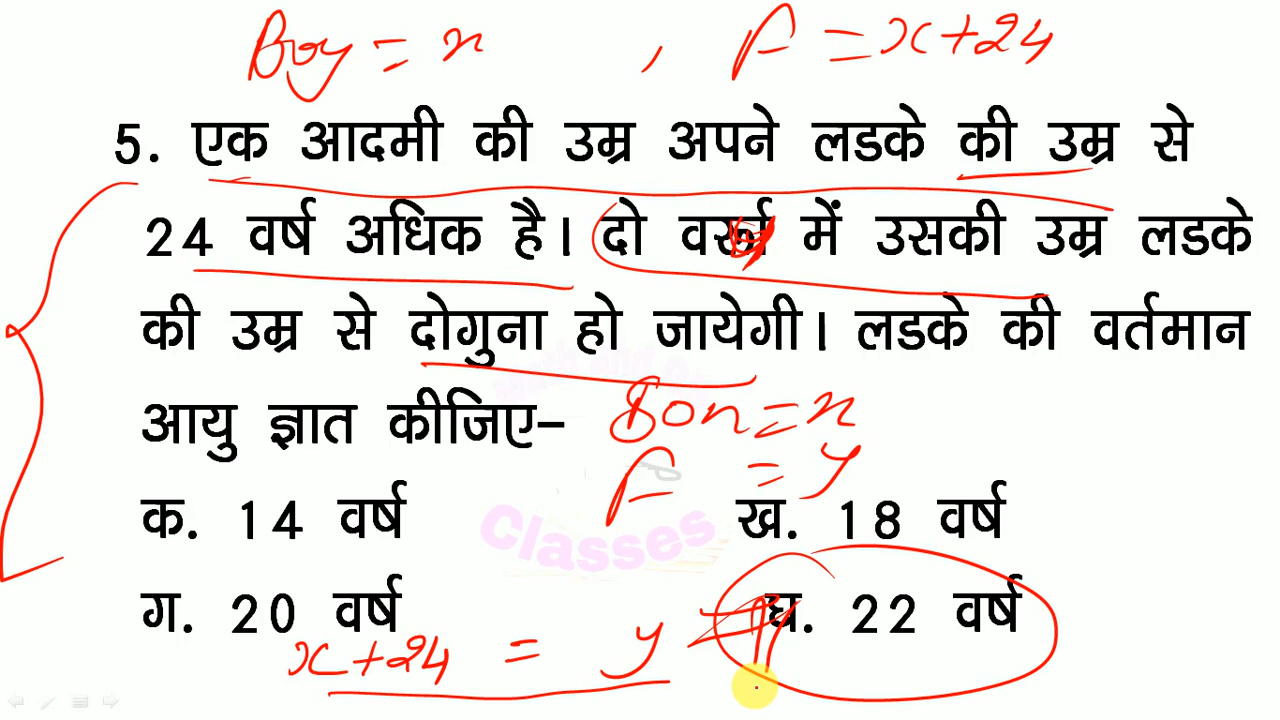 Boy = x , F = x+24
5. एक आदमी की उम्र अपने लडके की उम्र से
24 वर्ष अधिक है। दो में उसकी उम्र लडके
की उम्र से दोगुना हो जायेगी। लडके की वर्तमान
आयु ज्ञात कीजिए-
Son = x
F = y
Classes
क. 14 वर्ष ख. 18 वर्ष
ग. 20 वर्ष घ. 22 वर्ष
x+24 = y